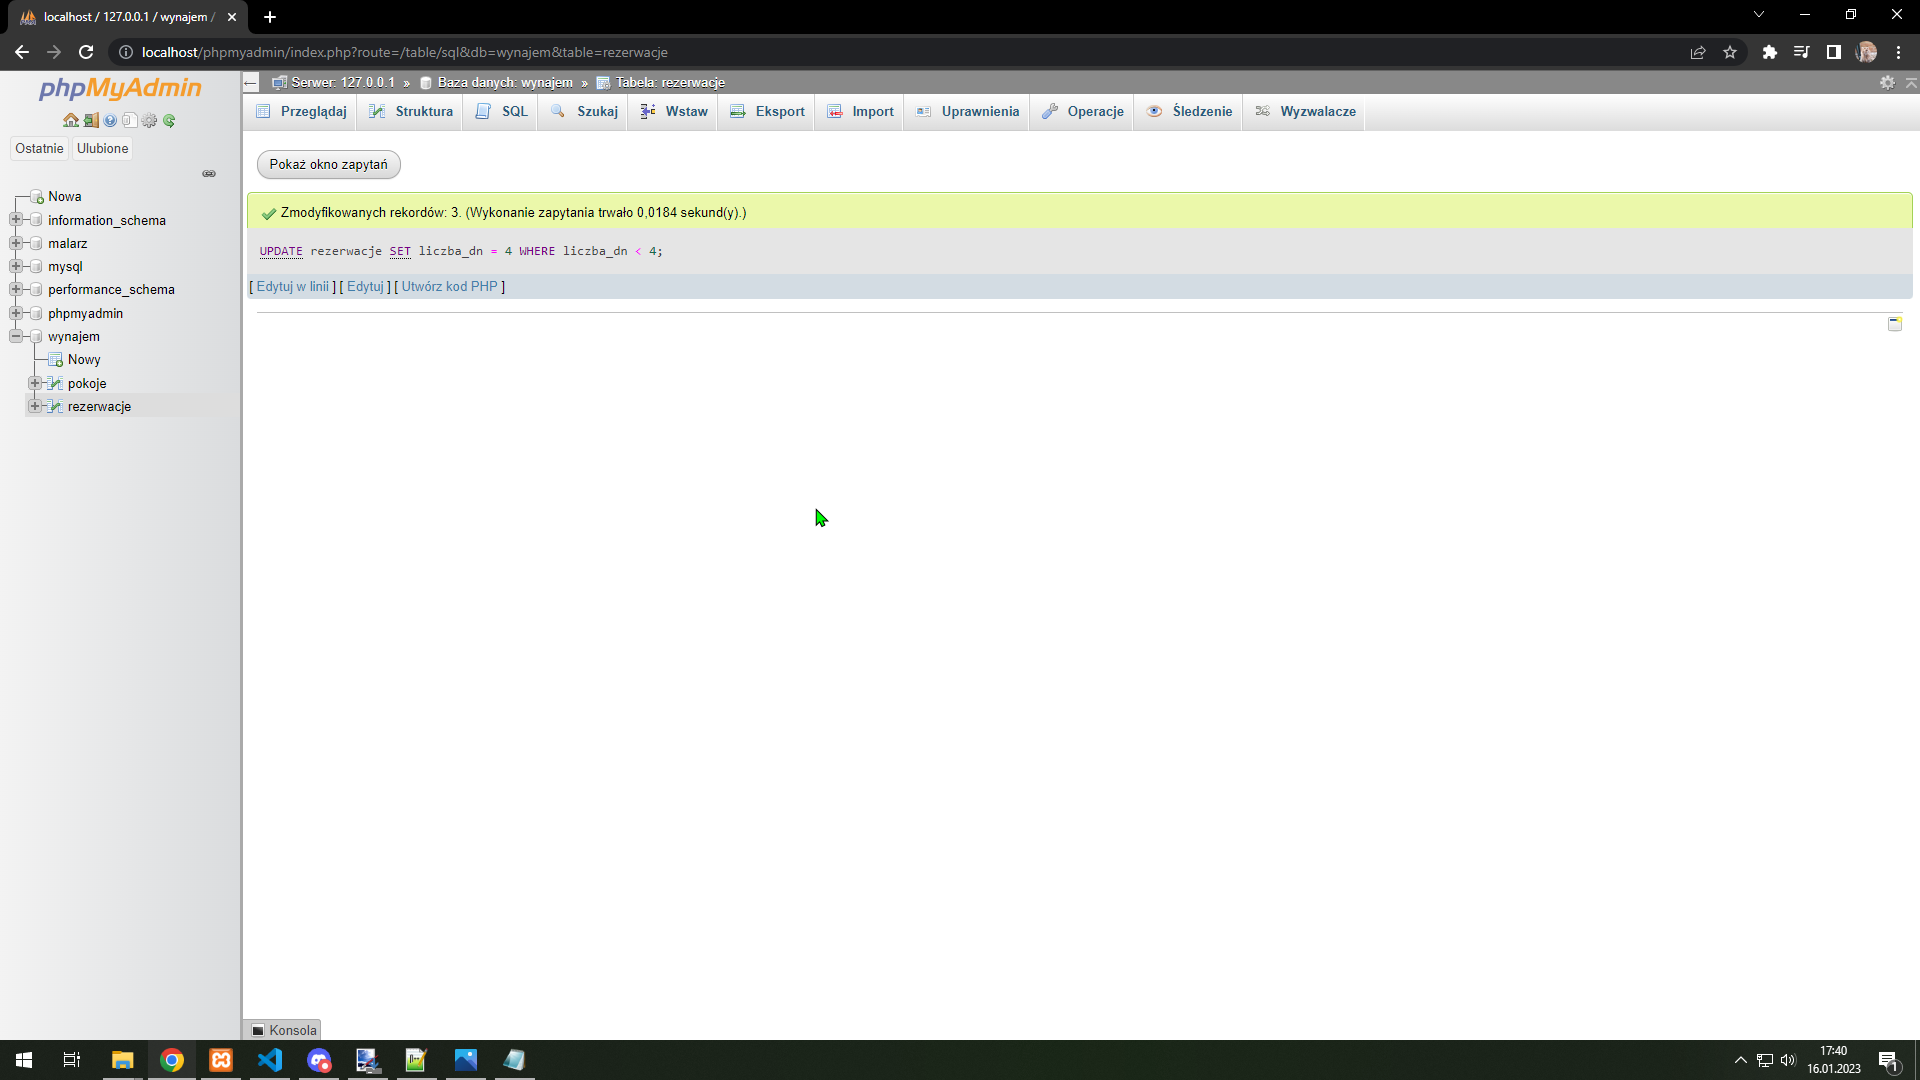 localhost / 127.0.0.1 / wynajem /
localhost/phpmyadmin/index.php?route=/table/sql&db=wynajem&table=rezerwacje
phpMyAdmin
Ostatnie Ulubione
Nowa
information_schema
malarz
mysql
performance_schema
phpmyadmin
wynajem
Nowy
pokoje
rezerwacje
Serwer: 127.0.0.1 » Baza danych: wynajem » Tabela: rezerwacje
Przeglądaj Struktura SQL Szukaj Wstaw Eksport Import Uprawnienia Operacje Śledzenie Wyzwalacze
Pokaż okno zapytań
Zmodyfikowanych rekordów: 3. (Wykonanie zapytania trwało 0,0184 sekund(y).)
UPDATE rezerwacje SET liczba_dn = 4 WHERE liczba_dn < 4;
[ Edytuj w linii ] [ Edytuj ] [ Utwórz kod PHP ]
Konsola
17:40
16.01.2023
1